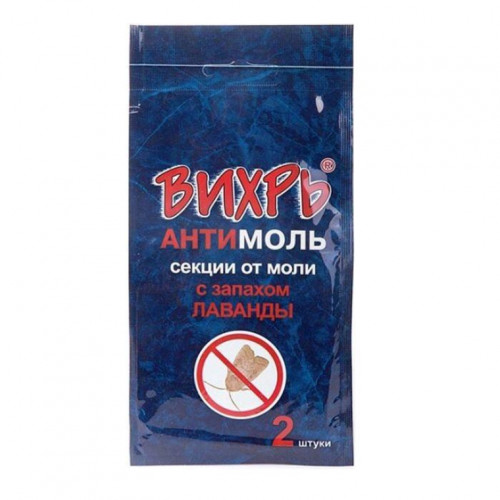 ВИХРЬ®
АНТИМОЛЬ
секции от моли
с запахом
ЛАВАНДЫ
2 штуки